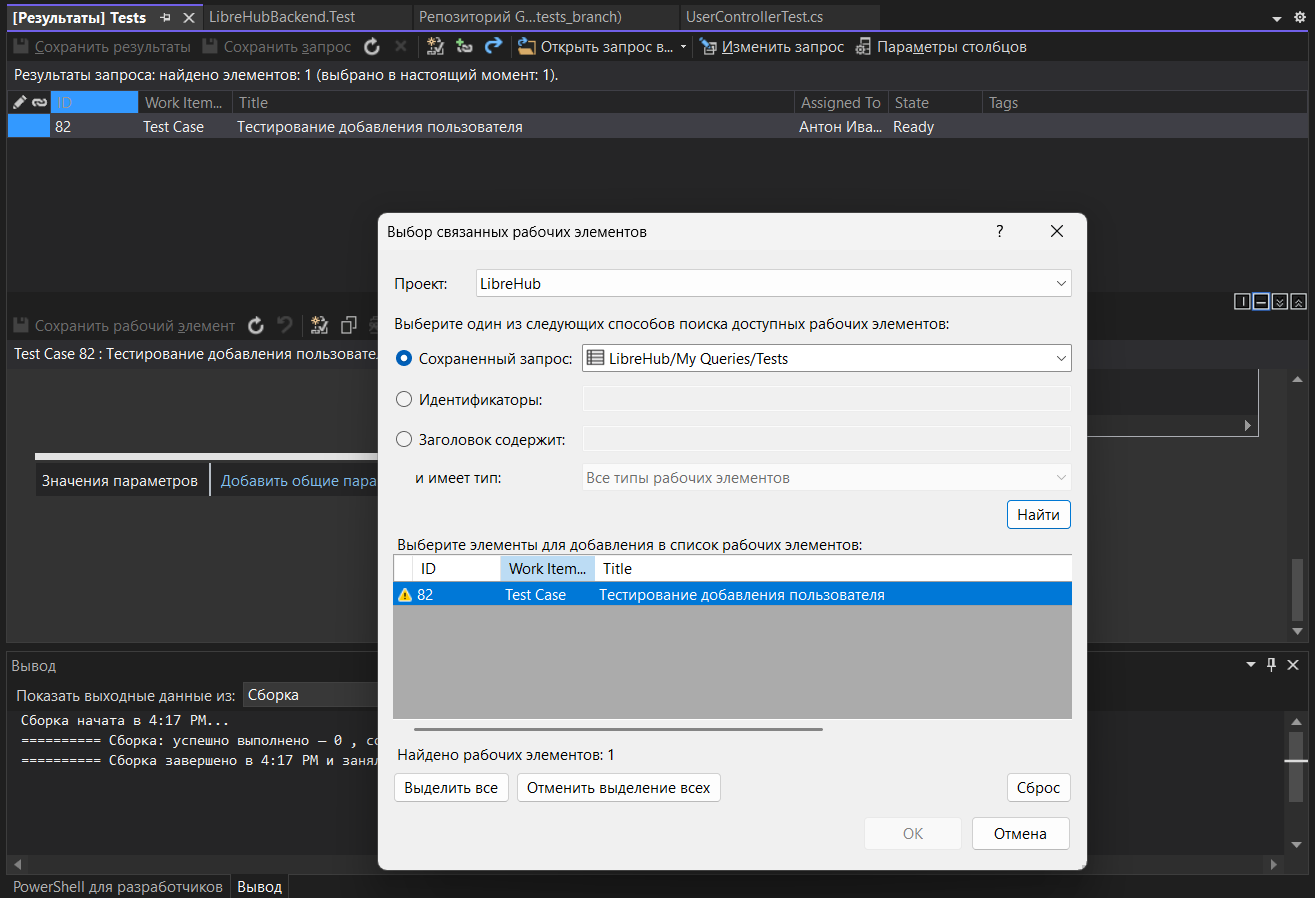 [Результаты] Tests
LibreHubBackend.Test
Репозиторий G...tests_branch)
UserControllerTest.cs
Сохранить результаты
Сохранить запрос
Открыть запрос в...
Изменить запрос
Параметры столбцов
Результаты запроса: найдено элементов: 1 (выбрано в настоящий момент: 1).
ID Work Item... Title Assigned To State Tags
82 Test Case Тестирование добавления пользователя Антон Ива... Ready
Сохранить рабочий элемент
Test Case 82 : Тестирование добавления пользовател
Значения параметров
Добавить общие пара
Выбор связанных рабочих элементов
?
Проект: LibreHub
Выберите один из следующих способов поиска доступных рабочих элементов:
Сохраненный запрос: LibreHub/My Queries/Tests
Идентификаторы:
Заголовок содержит:
и имеет тип: Все типы рабочих элементов
Найти
Выберите элементы для добавления в список рабочих элементов:
ID Work Item... Title
82 Test Case Тестирование добавления пользователя
Найдено рабочих элементов: 1
Выделить все
Отменить выделение всех
Сброс
OK
Отмена
Вывод
Показать выходные данные из: Сборка
Сборка начата в 4:17 PM...
========== Сборка: успешно выполнено — 0 , со
========== Сборка завершено в 4:17 PM и занял
PowerShell для разработчиков
Вывод